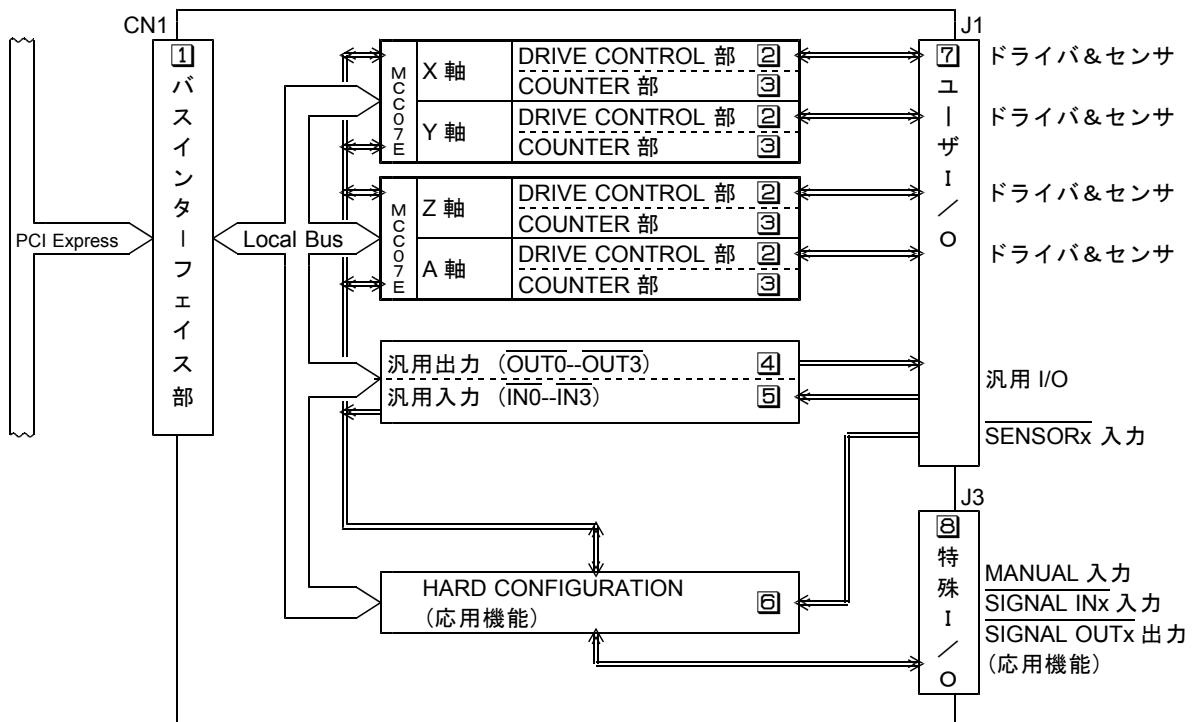 CN1
J1
PCI Express
1
バスインターフェイス部
Local Bus
MCC07E
X 軸
DRIVE CONTROL 部 2
COUNTER 部 3
Y 軸
DRIVE CONTROL 部 2
COUNTER 部 3
MCC07E
Z 軸
DRIVE CONTROL 部 2
COUNTER 部 3
A 軸
DRIVE CONTROL 部 2
COUNTER 部 3
汎用出力（OUT0--OUT3） 4
汎用入力（IN0--IN3） 5
HARD CONFIGURATION
（応用機能）
6
7
ユーザI／O
ドライバ＆センサ
ドライバ＆センサ
ドライバ＆センサ
ドライバ＆センサ
汎用 I/O
SENSORx 入力
J3
8
特殊I／O
MANUAL 入力
SIGNAL INx 入力
SIGNAL OUTx 出力
（応用機能）